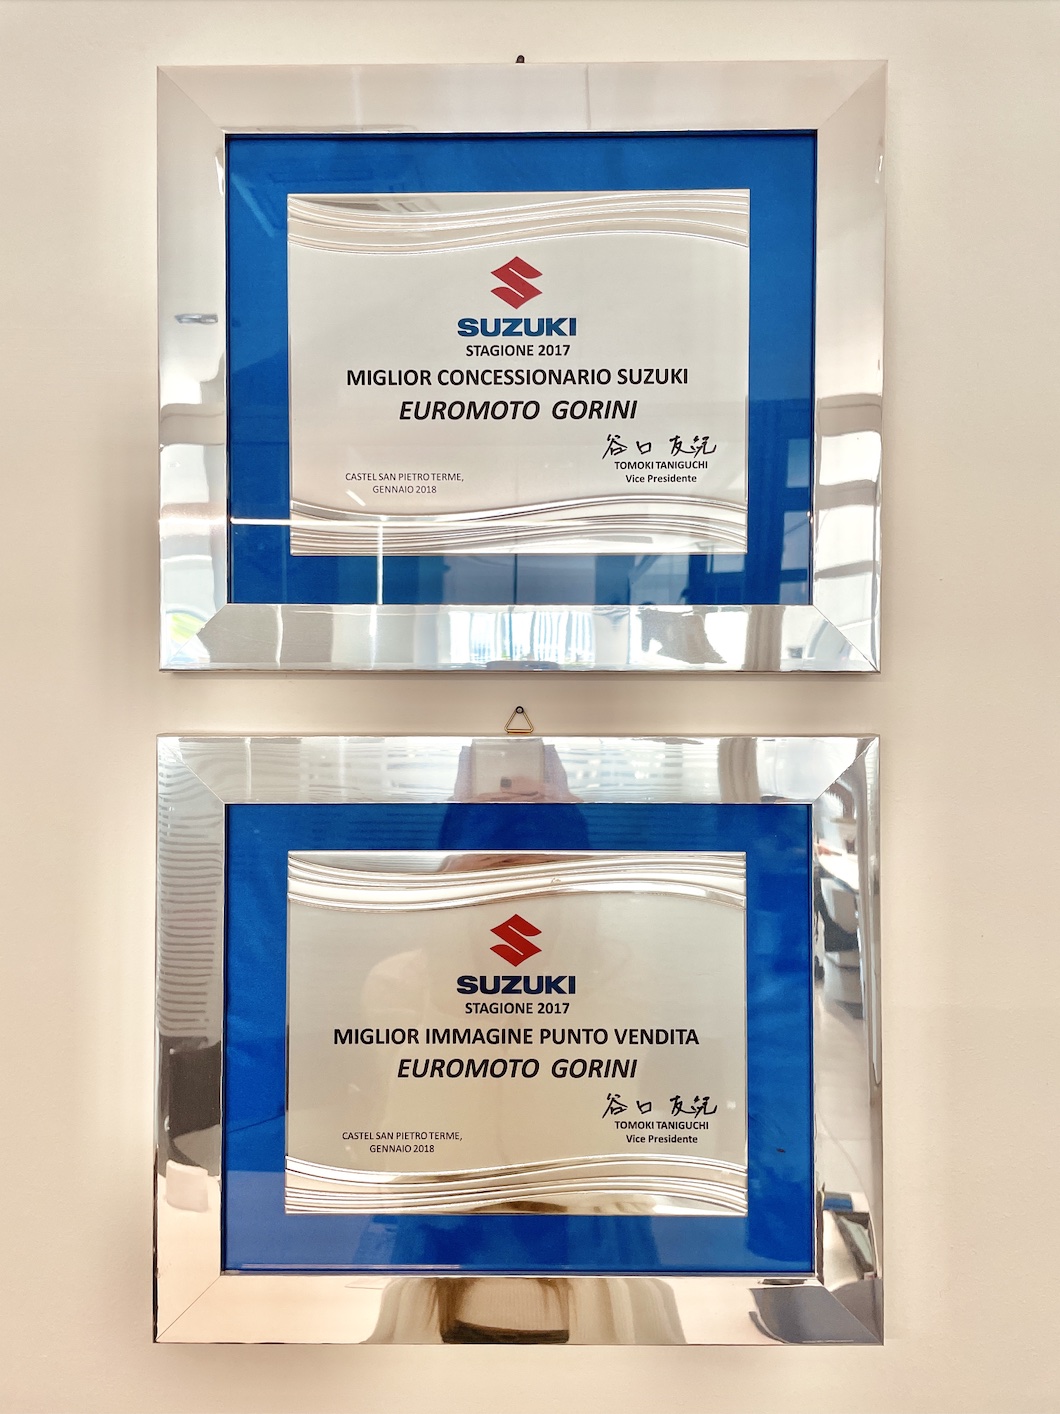 SUZUKI
STAGIONE 2017
MIGLIOR CONCESSIONARIO SUZUKI
EUROMOTO GORINI
谷口 友規
TOMOKI TANIGUCHI
Vice Presidente
CASTEL SAN PIETRO TERME,
GENNAIO 2018
SUZUKI
STAGIONE 2017
MIGLIOR IMMAGINE PUNTO VENDITA
EUROMOTO GORINI
谷口 友規
TOMOKI TANIGUCHI
Vice Presidente
CASTEL SAN PIETRO TERME,
GENNAIO 2018